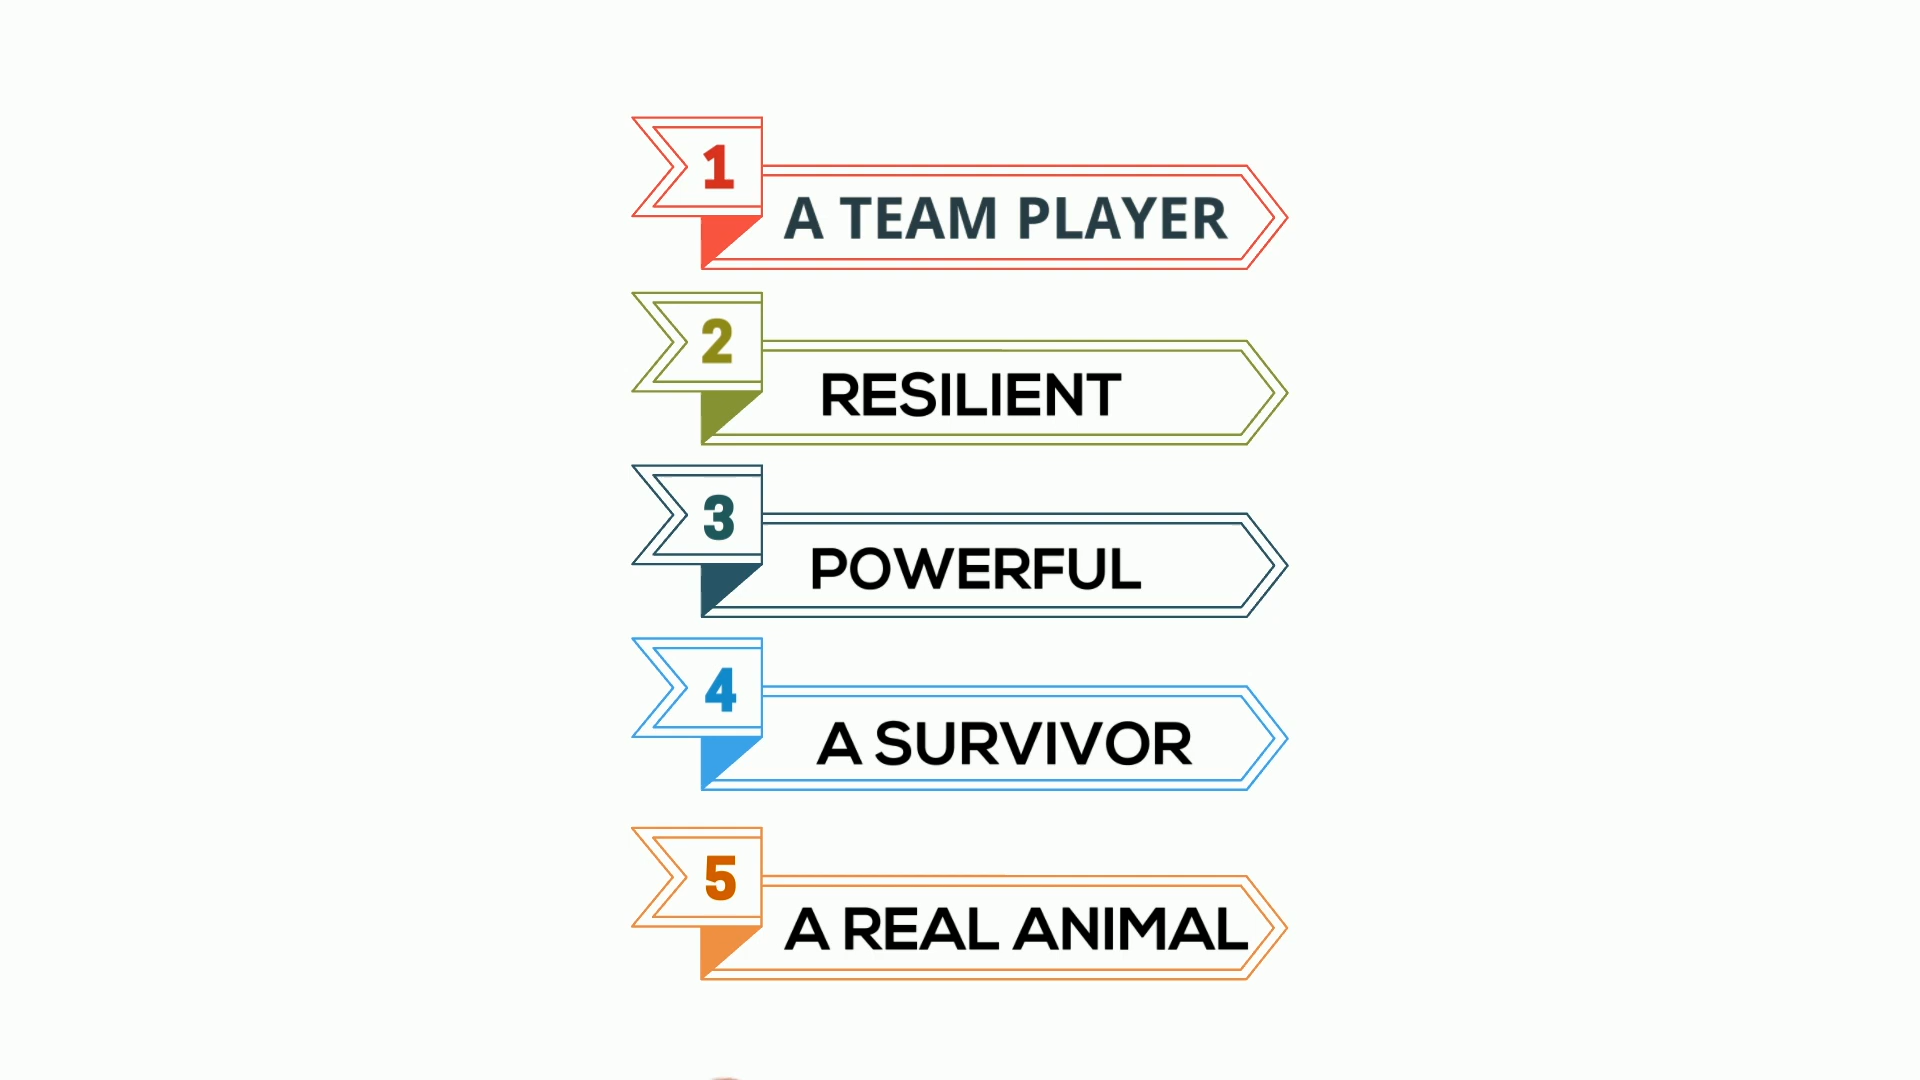 1
A TEAM PLAYER
2
RESILIENT
3
POWERFUL
4
A SURVIVOR
5
A REAL ANIMAL